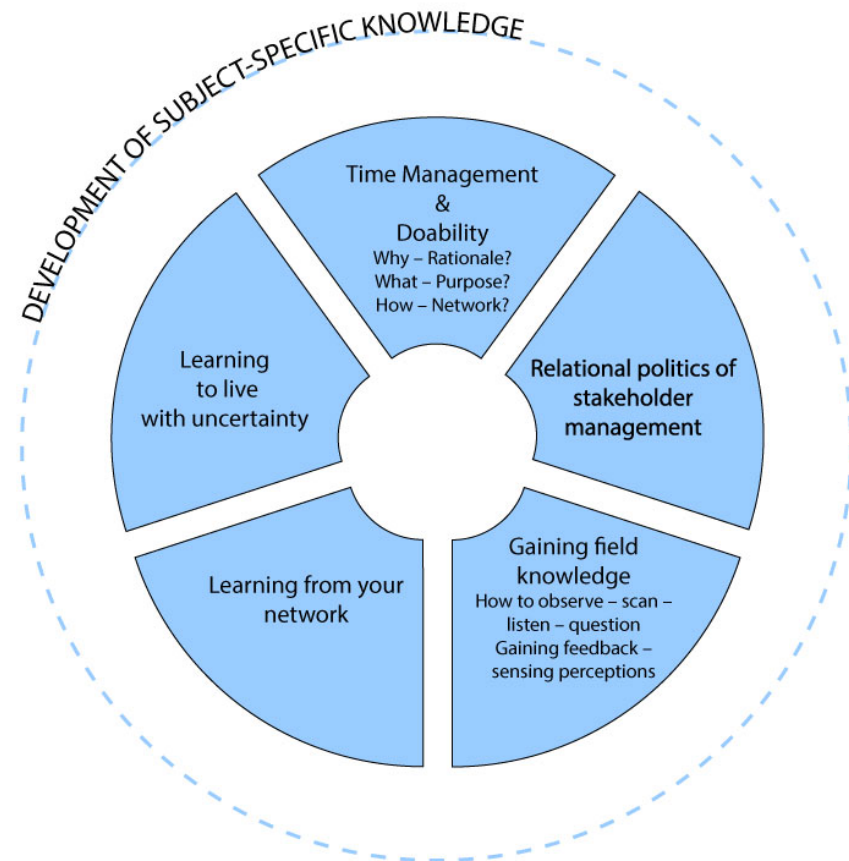 DEVELOPMENT OF SUBJECT-SPECIFIC KNOWLEDGE
Time Management
&
Doability
Why – Rationale?
What – Purpose?
How – Network?
Relational politics of
stakeholder
management
Gaining field
knowledge
How to observe – scan –
listen – question
Gaining feedback –
sensing perceptions
Learning from your
network
Learning
to live
with uncertainty